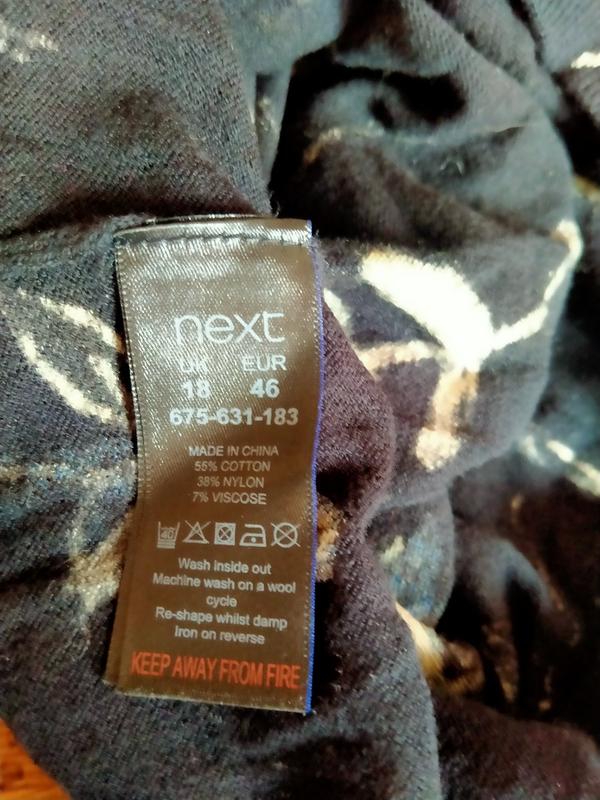 next
UK EUR
18 46
675-631-183
MADE IN CHINA
55% COTTON
38% NYLON
7% VISCOSE
40
Wash inside out
Machine wash on a wool
cycle
Re-shape whilst damp
Iron on reverse
KEEP AWAY FROM FIRE